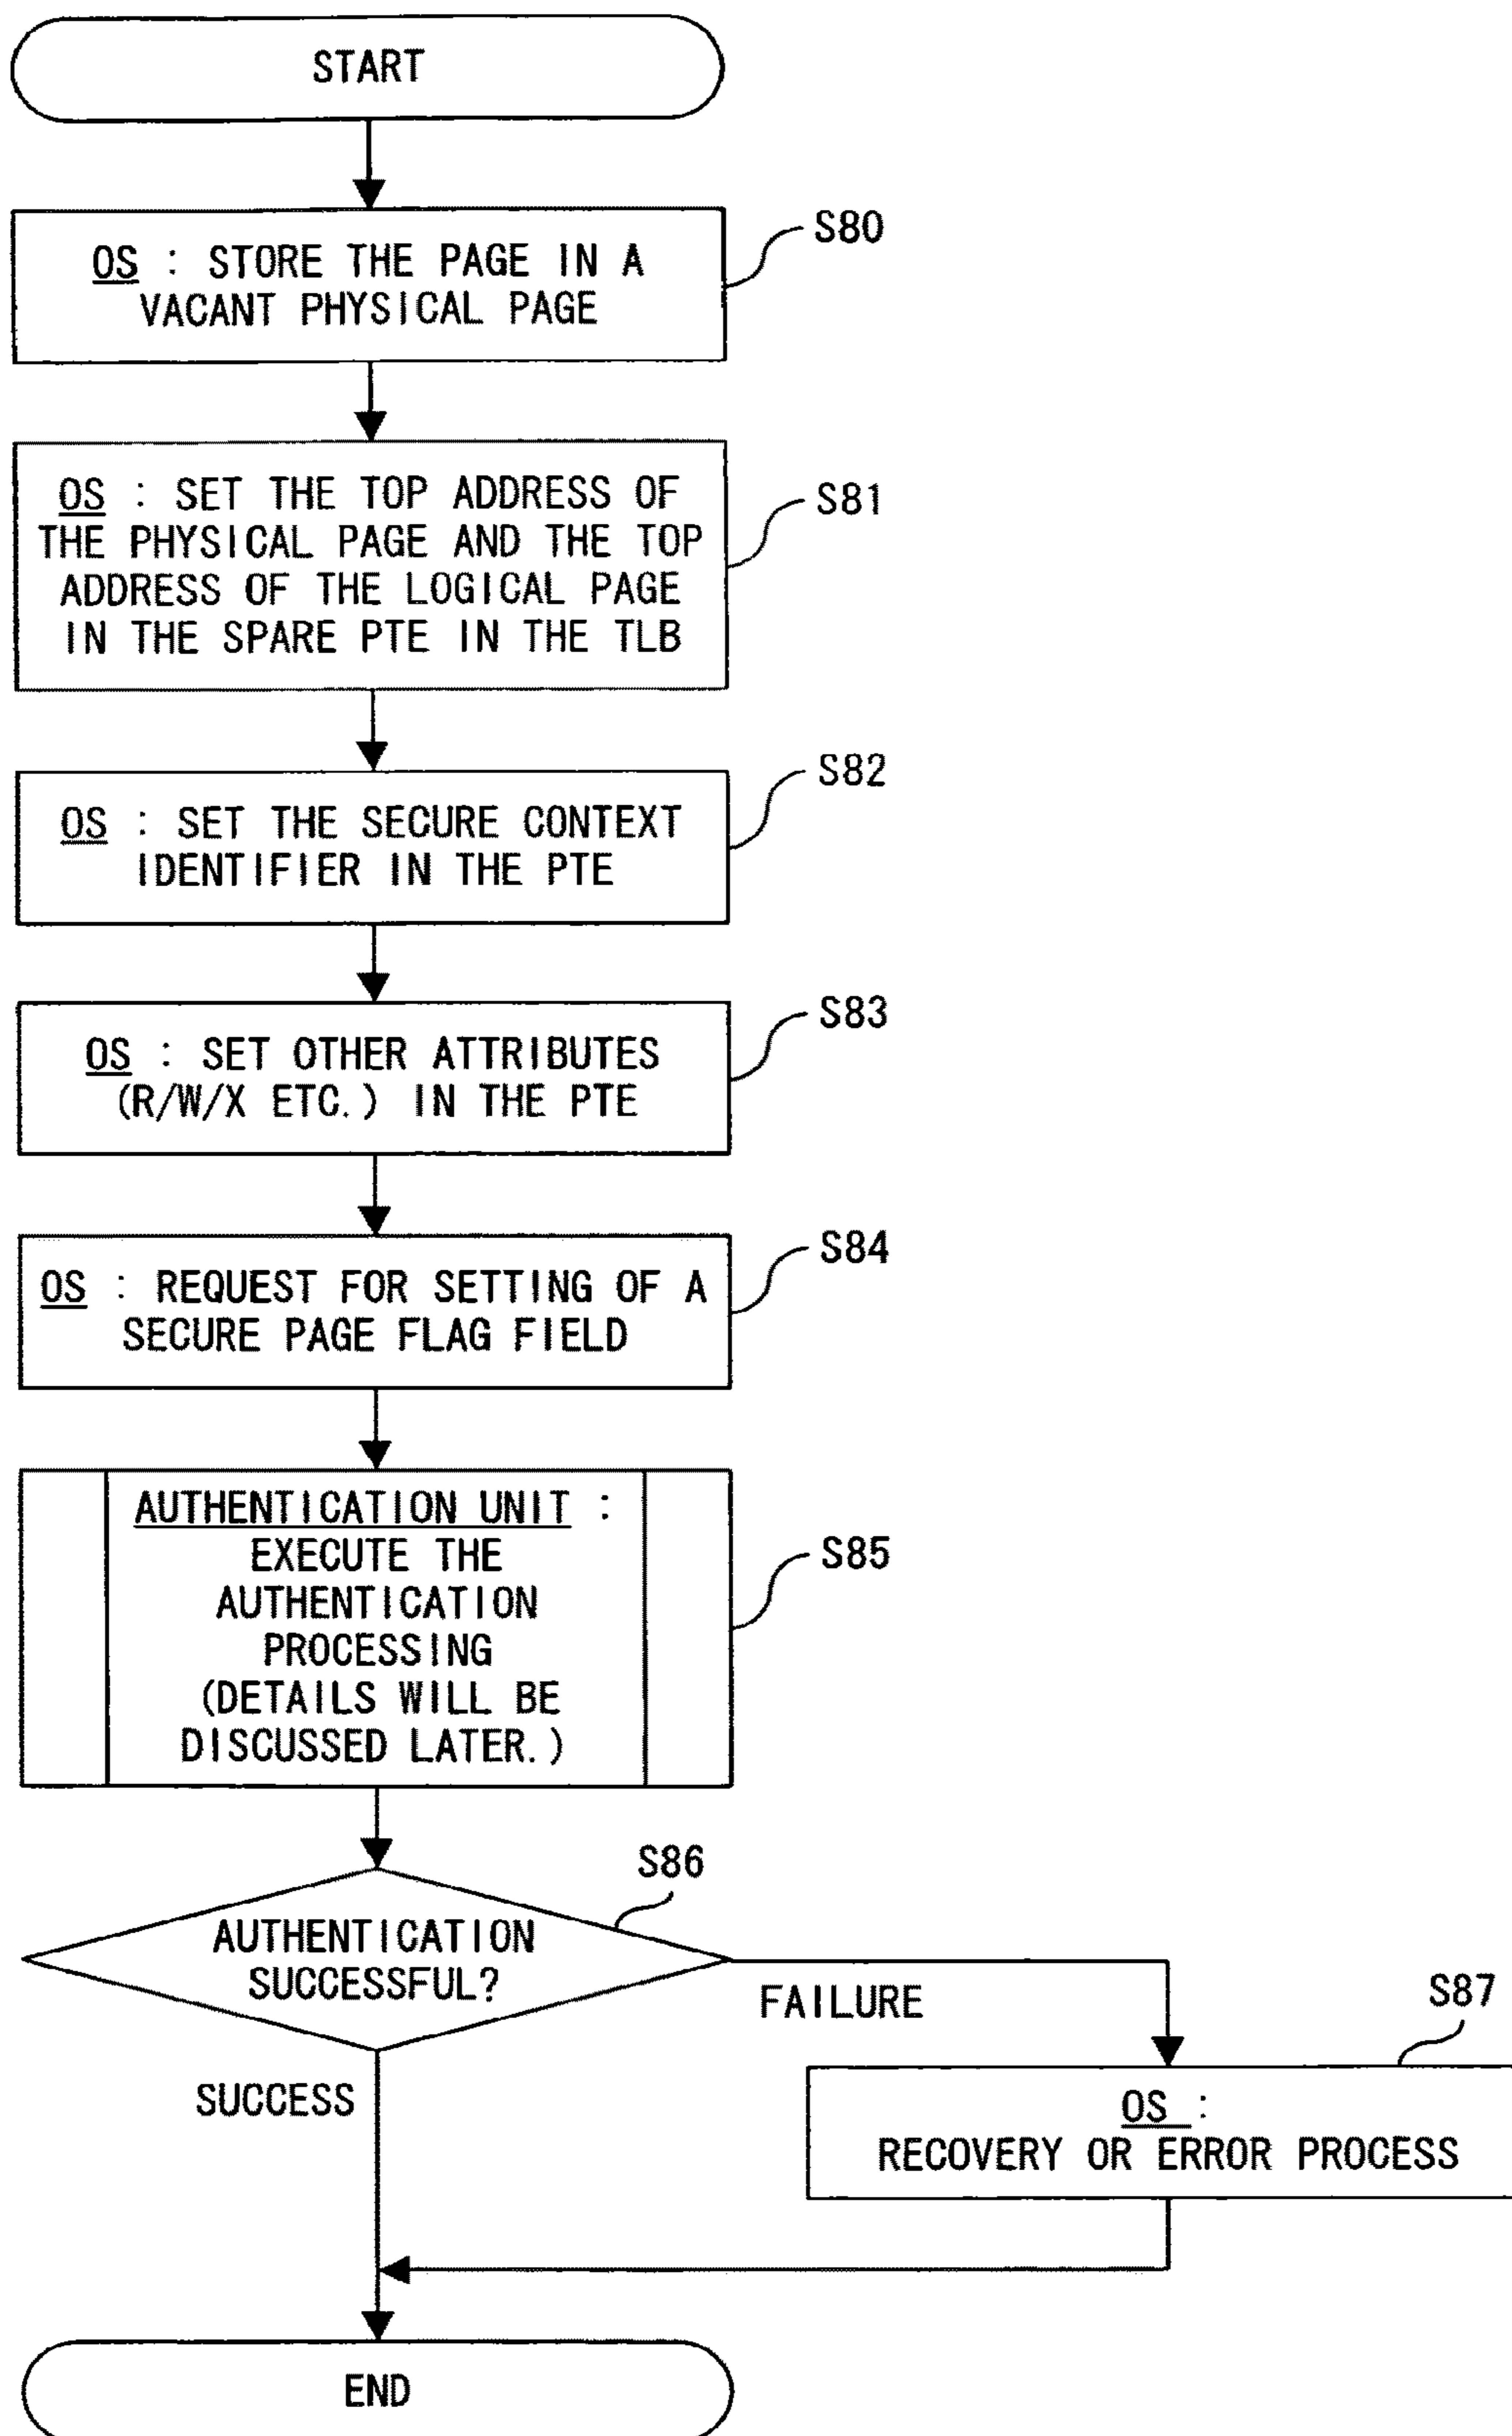 START
S80
OS : STORE THE PAGE IN A
VACANT PHYSICAL PAGE
S81
OS : SET THE TOP ADDRESS OF
THE PHYSICAL PAGE AND THE TOP
ADDRESS OF THE LOGICAL PAGE
IN THE SPARE PTE IN THE TLB
S82
OS : SET THE SECURE CONTEXT
IDENTIFIER IN THE PTE
S83
OS : SET OTHER ATTRIBUTES
(R/W/X ETC.) IN THE PTE
S84
OS : REQUEST FOR SETTING OF A
SECURE PAGE FLAG FIELD
S85
AUTHENTICATION UNIT :
EXECUTE THE
AUTHENTICATION
PROCESSING
(DETAILS WILL BE
DISCUSSED LATER.)
S86
AUTHENTICATION
SUCCESSFUL?
FAILURE
S87
SUCCESS
OS :
RECOVERY OR ERROR PROCESS
END